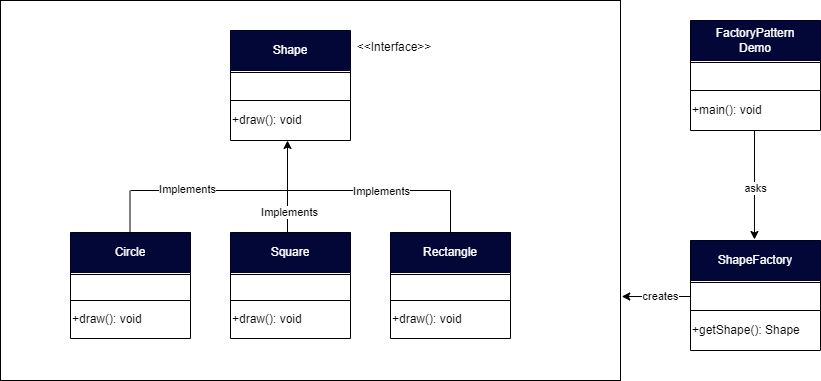 Shape
<<Interface>>
+draw(): void
Implements
Implements
Implements
Circle
+draw(): void
Square
+draw(): void
Rectangle
+draw(): void
FactoryPattern
Demo
+main(): void
asks
ShapeFactory
+getShape(): Shape
creates